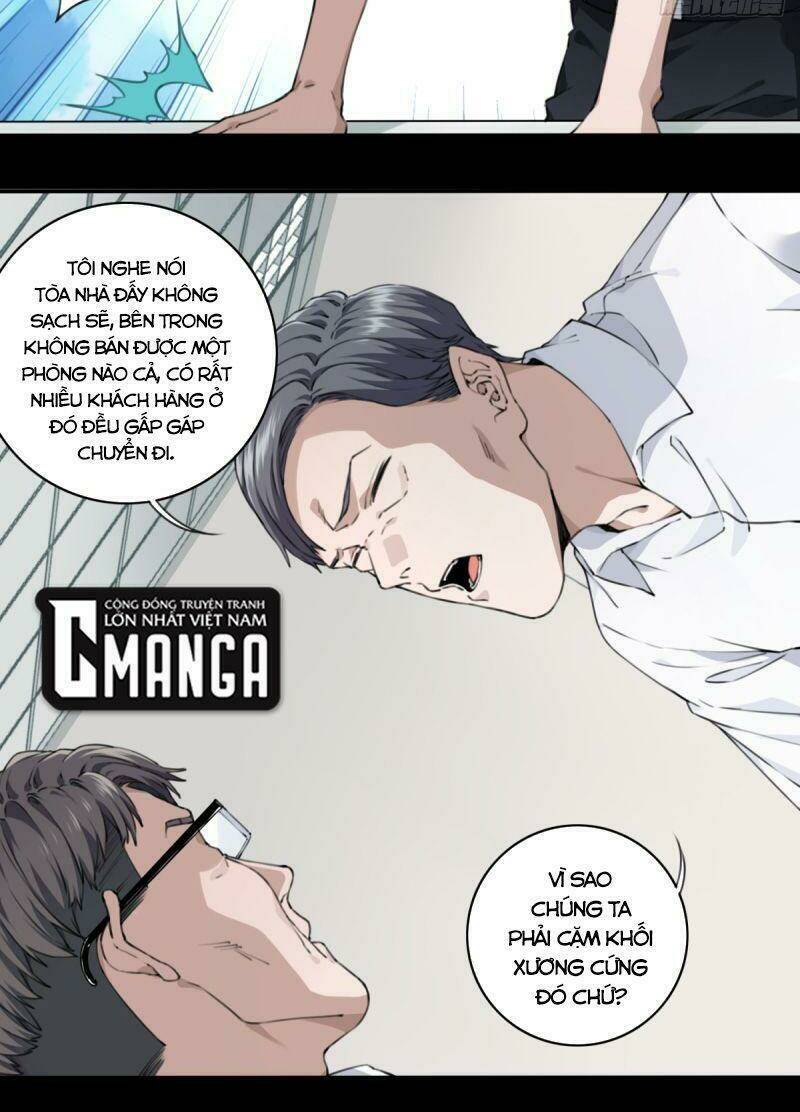 TÔI NGHE NÓI
TÒA NHÀ ĐẤY KHÔNG
SẠCH SẼ, BÊN TRONG
KHÔNG BÁN ĐƯỢC MỘT
PHÒNG NÀO CẢ, CÓ RẤT
NHIỀU KHÁCH HÀNG Ở
ĐÓ ĐỀU GẤP GÁP
CHUYỂN ĐI.
CỘNG ĐỒNG TRUYỆN TRANH
LỚN NHẤT VIỆT NAM
CMANGA
VÌ SAO
CHÚNG TA
PHẢI CẶM KHỐI
XƯƠNG CỨNG
ĐÓ CHỨ?